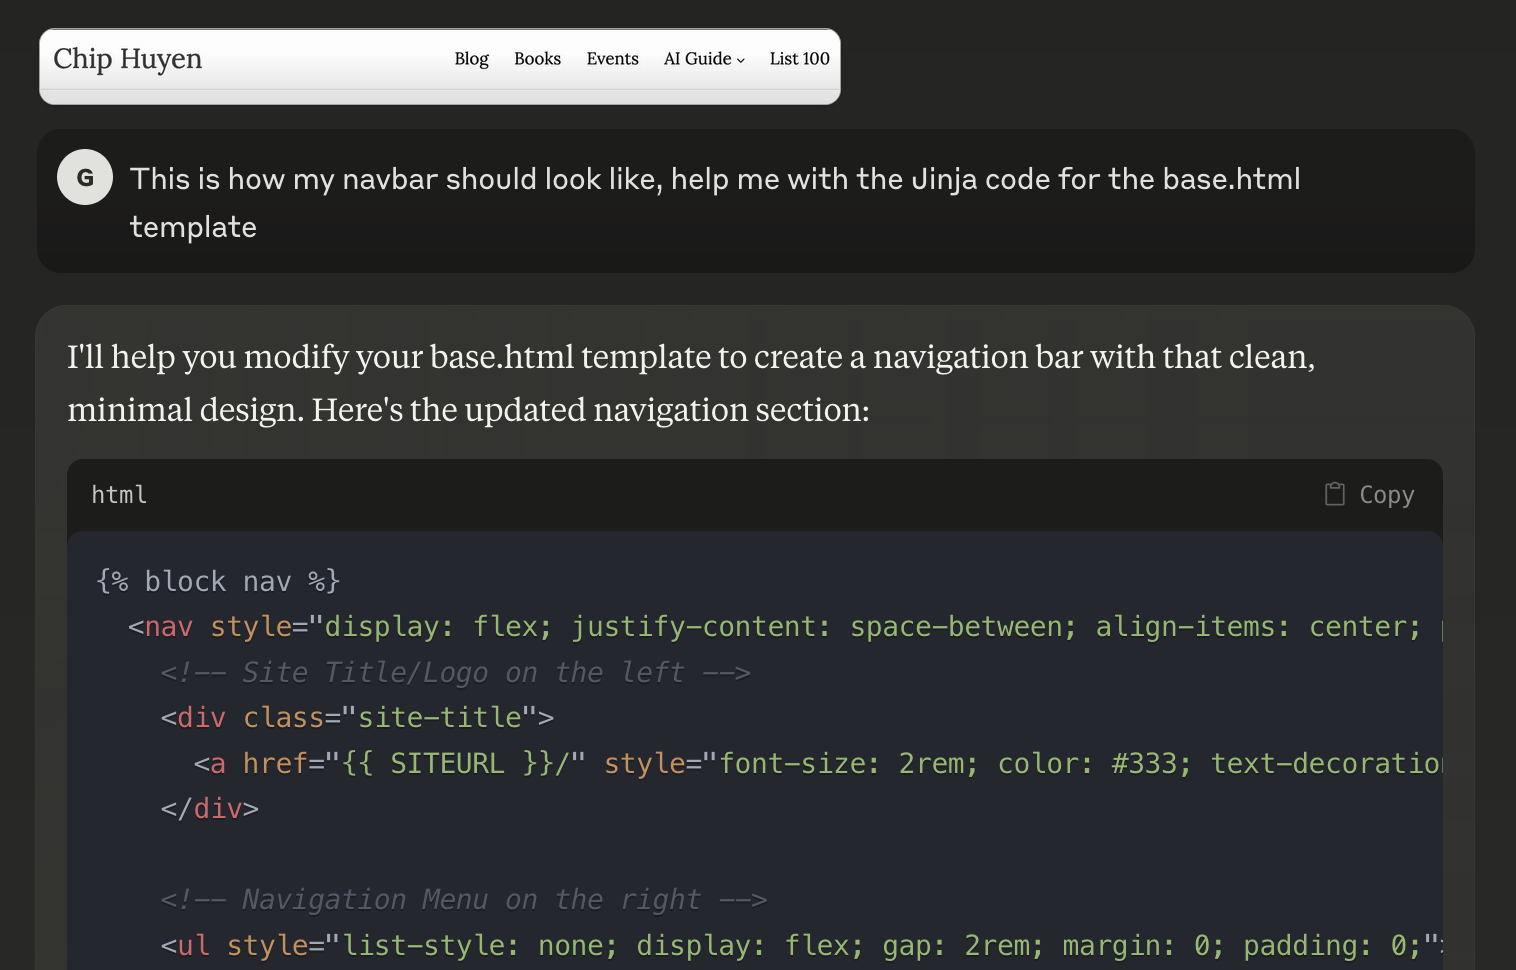 Chip Huyen Blog Books Events AI Guide List 100
G This is how my navbar should look like, help me with the Jinja code for the base.html
template
I'll help you modify your base.html template to create a navigation bar with that clean,
minimal design. Here's the updated navigation section:
html Copy
{% block nav %}
<nav style="display: flex; justify-content: space-between; align-items: center;
<!-- Site Title/Logo on the left -->
<div class="site-title">
<a href="{{ SITEURL }}/" style="font-size: 2rem; color: #333; text-decoration
</div>
<!-- Navigation Menu on the right -->
<ul style="list-style: none; display: flex; gap: 2rem; margin: 0; padding: 0;"